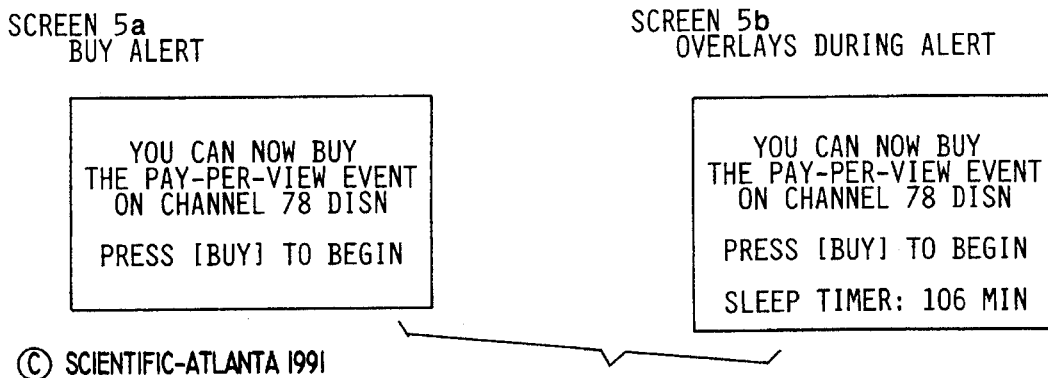 SCREEN 5a
BUY ALERT
YOU CAN NOW BUY
THE PAY-PER-VIEW EVENT
ON CHANNEL 78 DISN
PRESS [BUY] TO BEGIN
SCREEN 5b
OVERLAYS DURING ALERT
YOU CAN NOW BUY
THE PAY-PER-VIEW EVENT
ON CHANNEL 78 DISN
PRESS [BUY] TO BEGIN
SLEEP TIMER: 106 MIN
© SCIENTIFIC-ATLANTA 1991